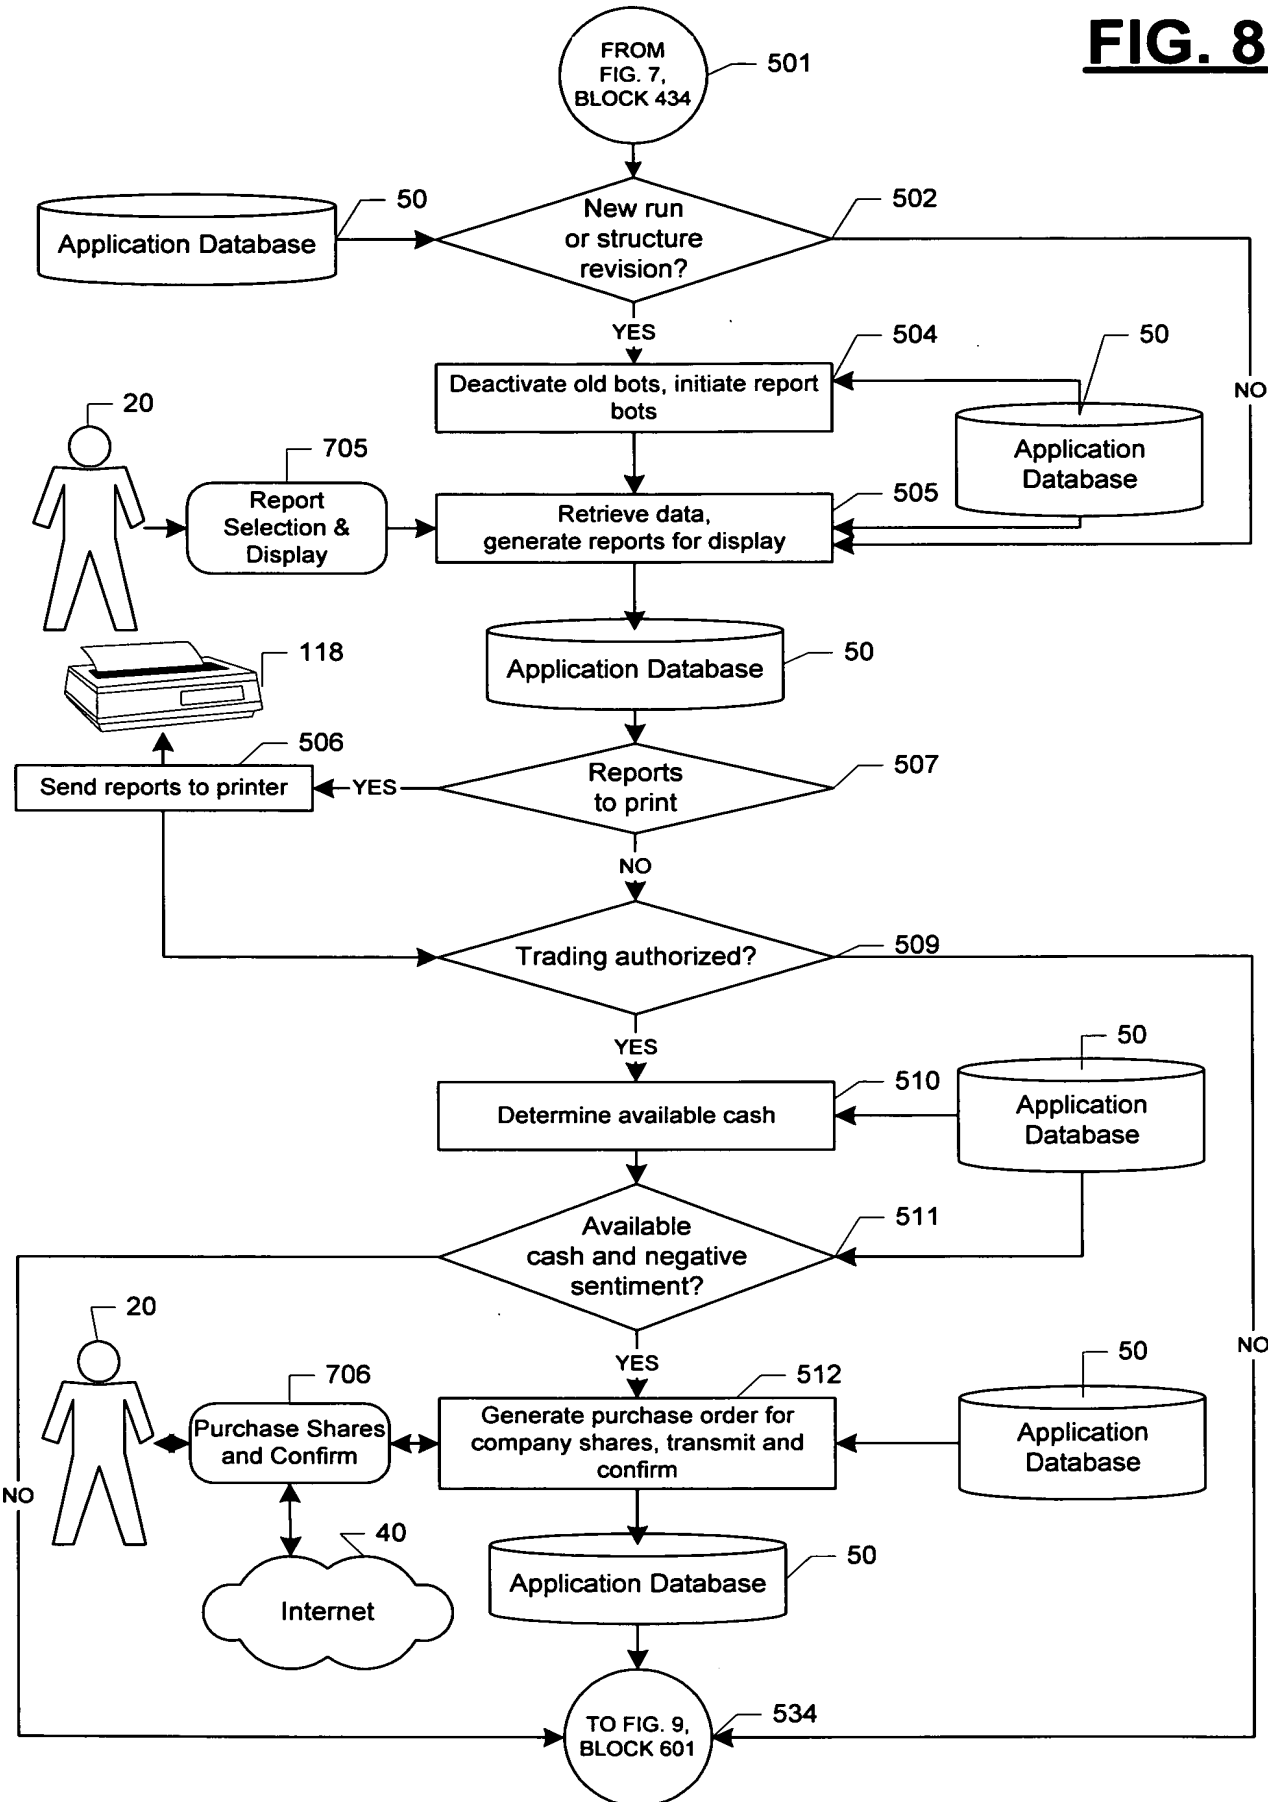 FIG. 8
FROM
FIG. 7,
BLOCK 434
501
50
Application Database
New run
or structure
revision?
502
YES
NO
504
Deactivate old bots, initiate report
bots
50
Application
Database
20
705
Report
Selection &
Display
505
Retrieve data,
generate reports for display
118
Application Database
50
506
Send reports to printer
YES
Reports
to print
507
NO
Trading authorized?
509
YES
NO
510
Determine available cash
50
Application
Database
Available
cash and negative
sentiment?
511
NO
YES
20
706
Purchase Shares
and Confirm
512
Generate purchase order for
company shares, transmit and
confirm
50
Application
Database
40
Internet
Application Database
50
TO FIG. 9,
BLOCK 601
534